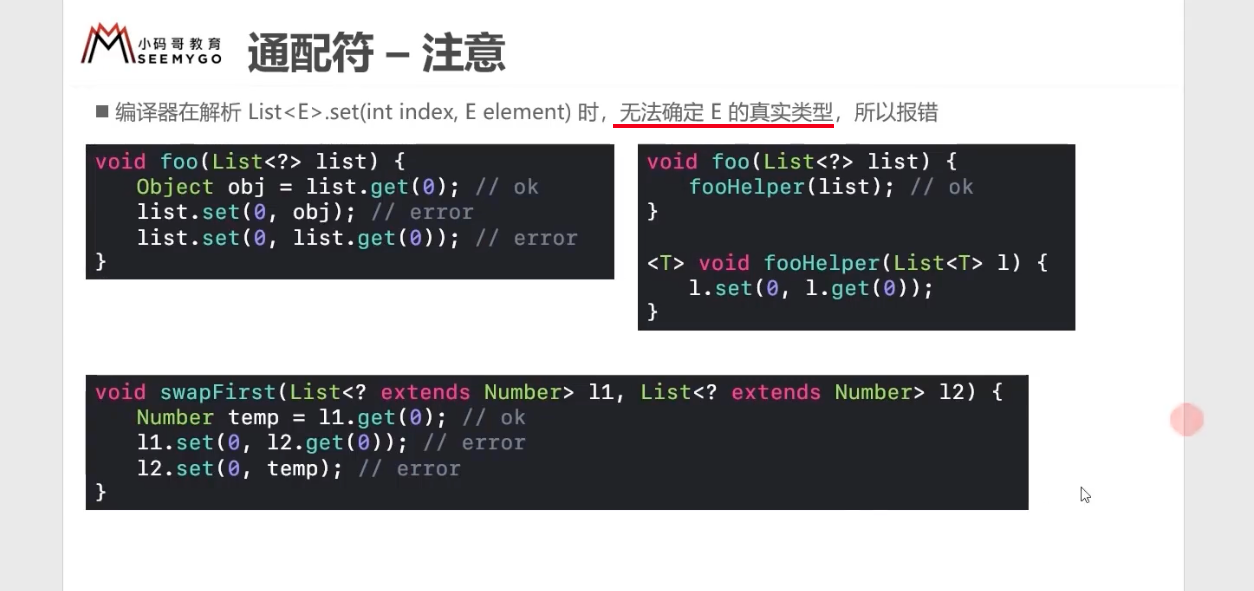 小码哥教育
SEEMYGO
通配符 – 注意
■ 编译器在解析 List<E>.set(int index, E element) 时，无法确定 E 的真实类型，所以报错
void foo(List<?> list) {
Object obj = list.get(0); // ok
list.set(0, obj); // error
list.set(0, list.get(0)); // error
}
void foo(List<?> list) {
fooHelper(list); // ok
}
<T> void fooHelper(List<T> l) {
l.set(0, l.get(0));
}
void swapFirst(List<? extends Number> l1, List<? extends Number> l2) {
Number temp = l1.get(0); // ok
l1.set(0, l2.get(0)); // error
l2.set(0, temp); // error
}